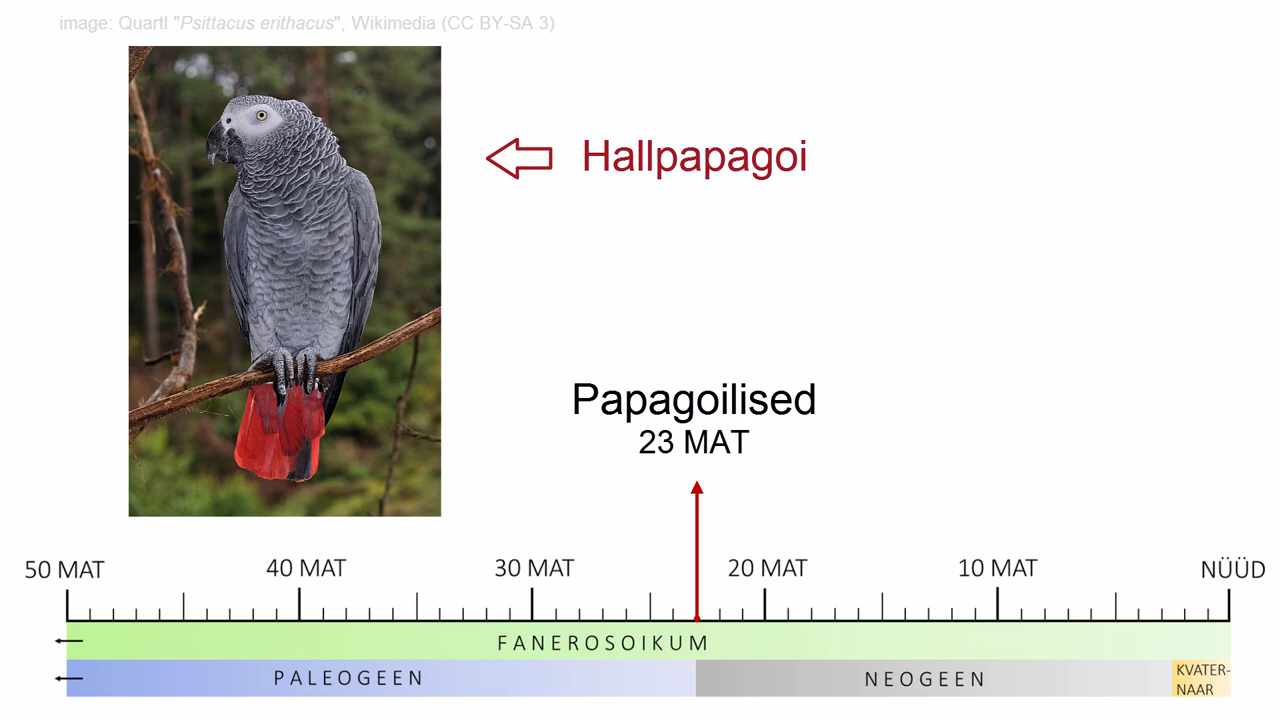 image: Quartl "Psittacus erithacus", Wikimedia (CC BY-SA 3)
Hallpapagoi
Papagoilised
23 MAT
50 MAT 40 MAT 30 MAT 20 MAT 10 MAT NÜÜD
FANEROSOIKUM
PALEOGEEN NEOGEEN KVATER-
NAAR